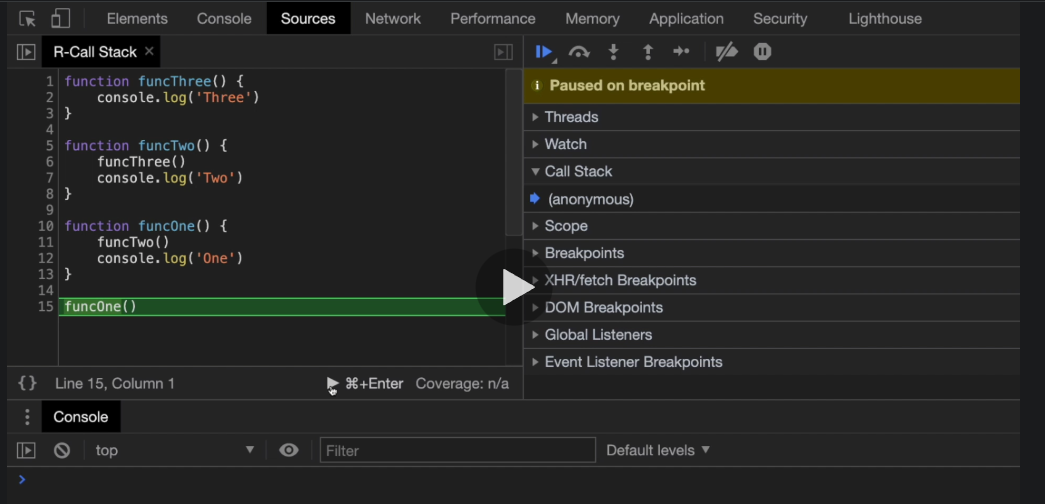 Elements Console Sources Network Performance Memory Application Security Lighthouse
R-Call Stack ×
1 function funcThree() {
2     console.log('Three')
3 }
4
5 function funcTwo() {
6     funcThree()
7     console.log('Two')
8 }
9
10 function funcOne() {
11     funcTwo()
12     console.log('One')
13 }
14
15 funcOne()
{} Line 15, Column 1 ⌘+Enter Coverage: n/a
Paused on breakpoint
Threads
Watch
Call Stack
(anonymous)
Scope
Breakpoints
XHR/fetch Breakpoints
DOM Breakpoints
Global Listeners
Event Listener Breakpoints
Console
top Filter Default levels
>